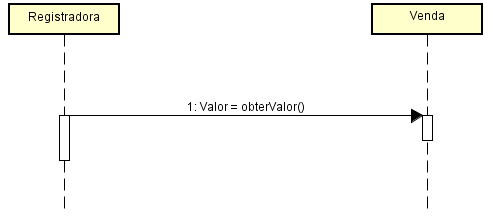 Registradora
Venda
1: Valor = obterValor()